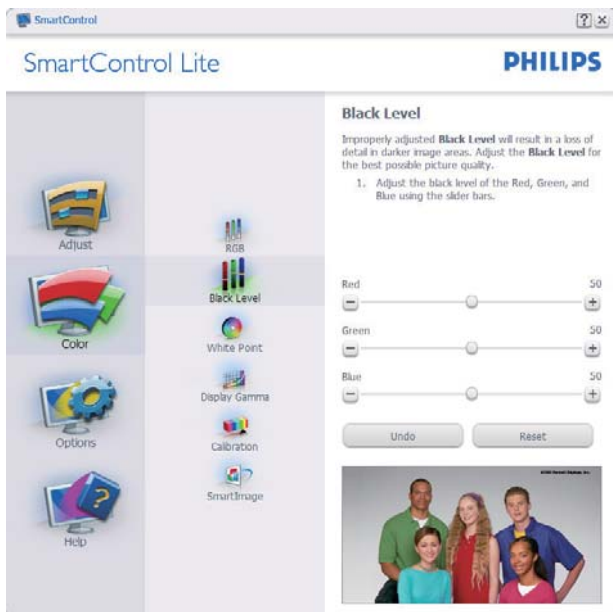 SmartControl
SmartControl Lite
PHILIPS
Adjust
Color
Options
Help
RGB
Black Level
White Point
Display Gamma
Calibration
SmartImage
Black Level
Improperly adjusted Black Level will result in a loss of
detail in darker image areas. Adjust the Black Level for
the best possible picture quality.
1. Adjust the black level of the Red, Green, and
Blue using the slider bars.
Red 50
Green 50
Blue 50
Undo Reset